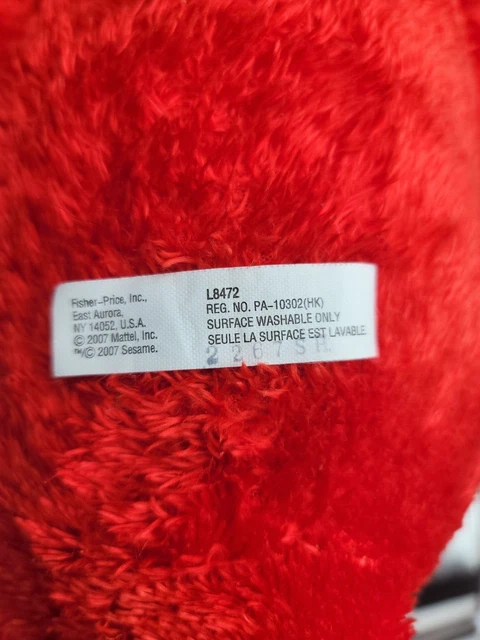 Fisher-Price, Inc.,
East Aurora,
NY 14052, U.S.A.
© 2007 Mattel, Inc.
™/© 2007 Sesame.
L8472
REG. NO. PA-10302(HK)
SURFACE WASHABLE ONLY
SEULE LA SURFACE EST LAVABLE.
2267SH